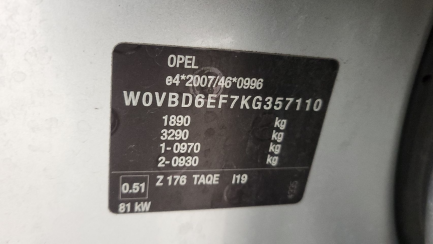 OPEL
e4*2007/46*0996
W0VBD6EF7KG357110
1890 kg
3290 kg
1-0970 kg
2-0930 kg
0.51 Z 176 TAQE I19
81 kW